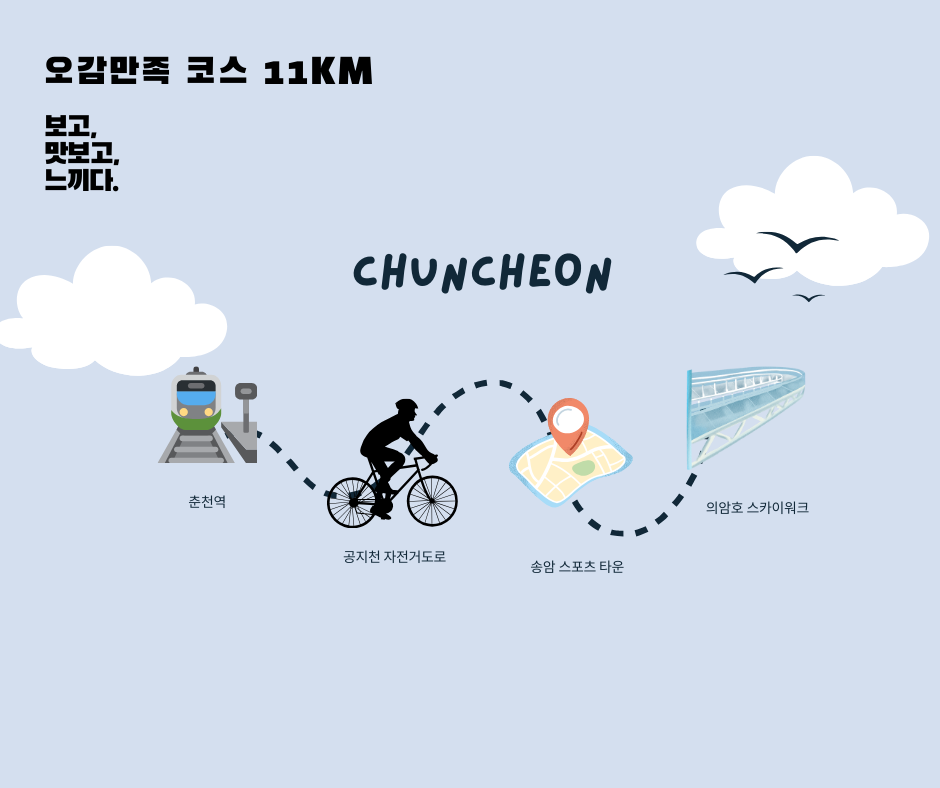 오감만족 코스 11KM
보고,
맛보고,
느끼다.
CHUNCHEON
춘천역
공지천 자전거도로
송암 스포츠 타운
의암호 스카이워크